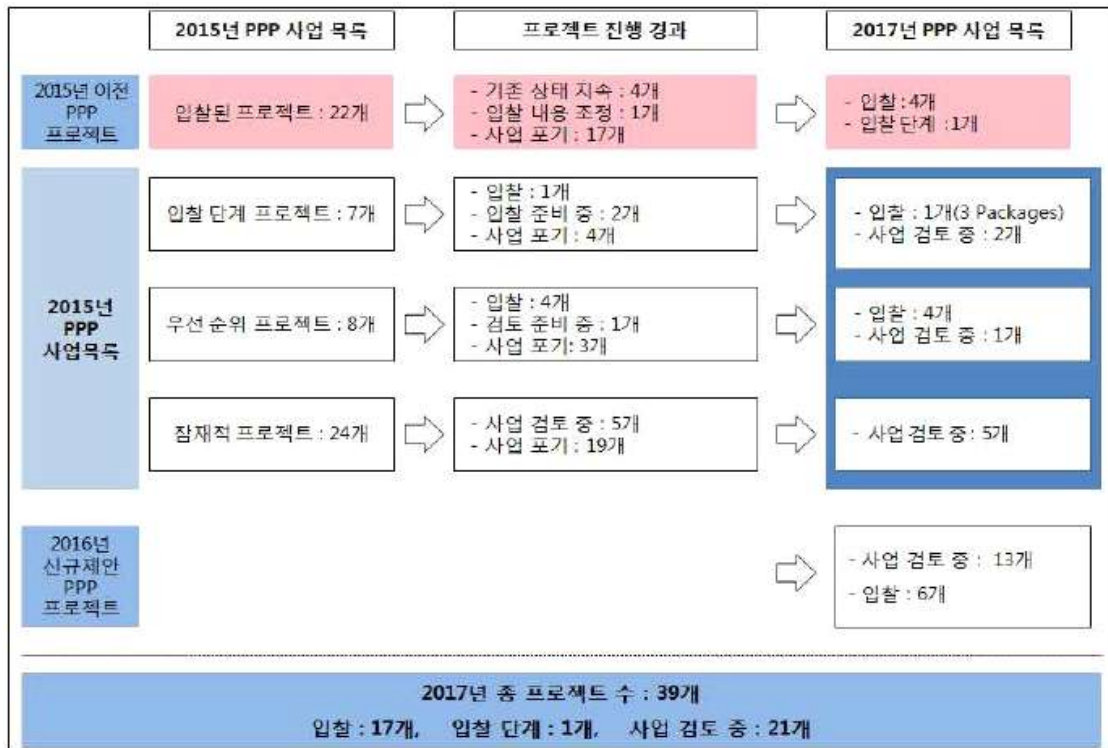 2015년 PPP 사업 목록
프로젝트 진행 경과
2017년 PPP 사업 목록
2015년 이전
PPP
프로젝트
입찰된 프로젝트 : 22개
- 기존 상태 지속 : 4개
- 입찰 내용 조정 : 1개
- 사업 포기 : 17개
- 입찰 : 4개
- 입찰 단계 : 1개
2015년
PPP
사업목록
입찰 단계 프로젝트 : 7개
- 입찰 : 1개
- 입찰 준비 중 : 2개
- 사업 포기 : 4개
- 입찰 : 1개(3 Packages)
- 사업 검토 중 : 2개
우선 순위 프로젝트 : 8개
- 입찰 : 4개
- 검토 준비 중 : 1개
- 사업 포기: 3개
- 입찰 : 4개
- 사업 검토 중 : 1개
잠재적 프로젝트 : 24개
- 사업 검토 중 : 5개
- 사업 포기 : 19개
- 사업 검토 중 : 5개
2016년
신규제안
PPP
프로젝트
- 사업 검토 중 : 13개
- 입찰 : 6개
2017년 총 프로젝트 수 : 39개
입찰 : 17개, 입찰 단계 : 1개, 사업 검토 중 : 21개